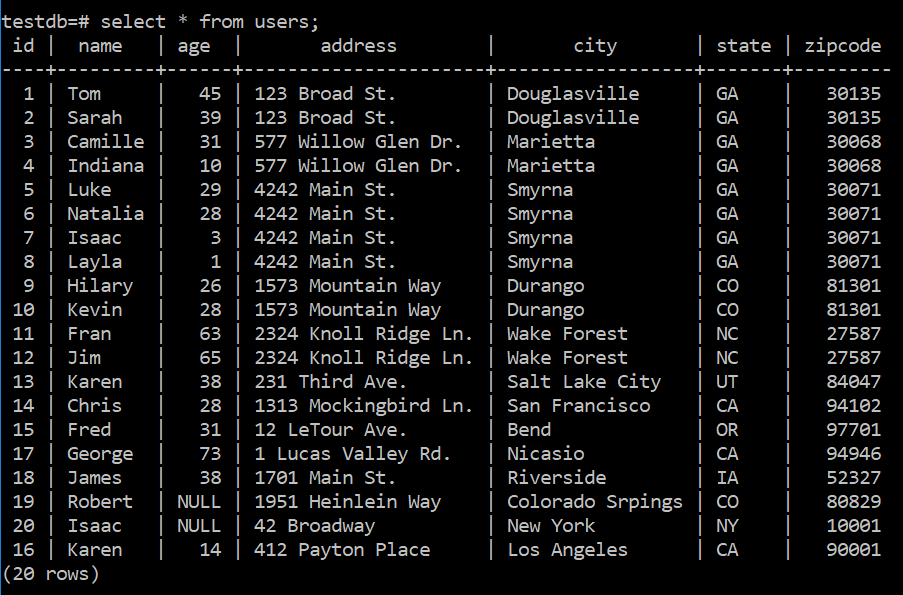 testdb=# select * from users;
 id |  name   | age  |       address        |       city       | state | zipcode
----+---------+------+----------------------+------------------+-------+---------
  1 | Tom     |   45 | 123 Broad St.        | Douglasville     | GA    |   30135
  2 | Sarah   |   39 | 123 Broad St.        | Douglasville     | GA    |   30135
  3 | Camille |   31 | 577 Willow Glen Dr.  | Marietta         | GA    |   30068
  4 | Indiana |   10 | 577 Willow Glen Dr.  | Marietta         | GA    |   30068
  5 | Luke    |   29 | 4242 Main St.        | Smyrna           | GA    |   30071
  6 | Natalia |   28 | 4242 Main St.        | Smyrna           | GA    |   30071
  7 | Isaac   |    3 | 4242 Main St.        | Smyrna           | GA    |   30071
  8 | Layla   |    1 | 4242 Main St.        | Smyrna           | GA    |   30071
  9 | Hilary  |   26 | 1573 Mountain Way    | Durango          | CO    |   81301
 10 | Kevin   |   28 | 1573 Mountain Way    | Durango          | CO    |   81301
 11 | Fran    |   63 | 2324 Knoll Ridge Ln. | Wake Forest      | NC    |   27587
 12 | Jim     |   65 | 2324 Knoll Ridge Ln. | Wake Forest      | NC    |   27587
 13 | Karen   |   38 | 231 Third Ave.       | Salt Lake City   | UT    |   84047
 14 | Chris   |   28 | 1313 Mockingbird Ln. | San Francisco    | CA    |   94102
 15 | Fred    |   31 | 12 LeTour Ave.       | Bend             | OR    |   97701
 17 | George  |   73 | 1 Lucas Valley Rd.   | Nicasio          | CA    |   94946
 18 | James   |   38 | 1701 Main St.        | Riverside        | IA    |   52327
 19 | Robert  | NULL | 1951 Heinlein Way    | Colorado Srpings | CO    |   80829
 20 | Isaac   | NULL | 42 Broadway          | New York         | NY    |   10001
 16 | Karen   |   14 | 412 Payton Place     | Los Angeles      | CA    |   90001
(20 rows)